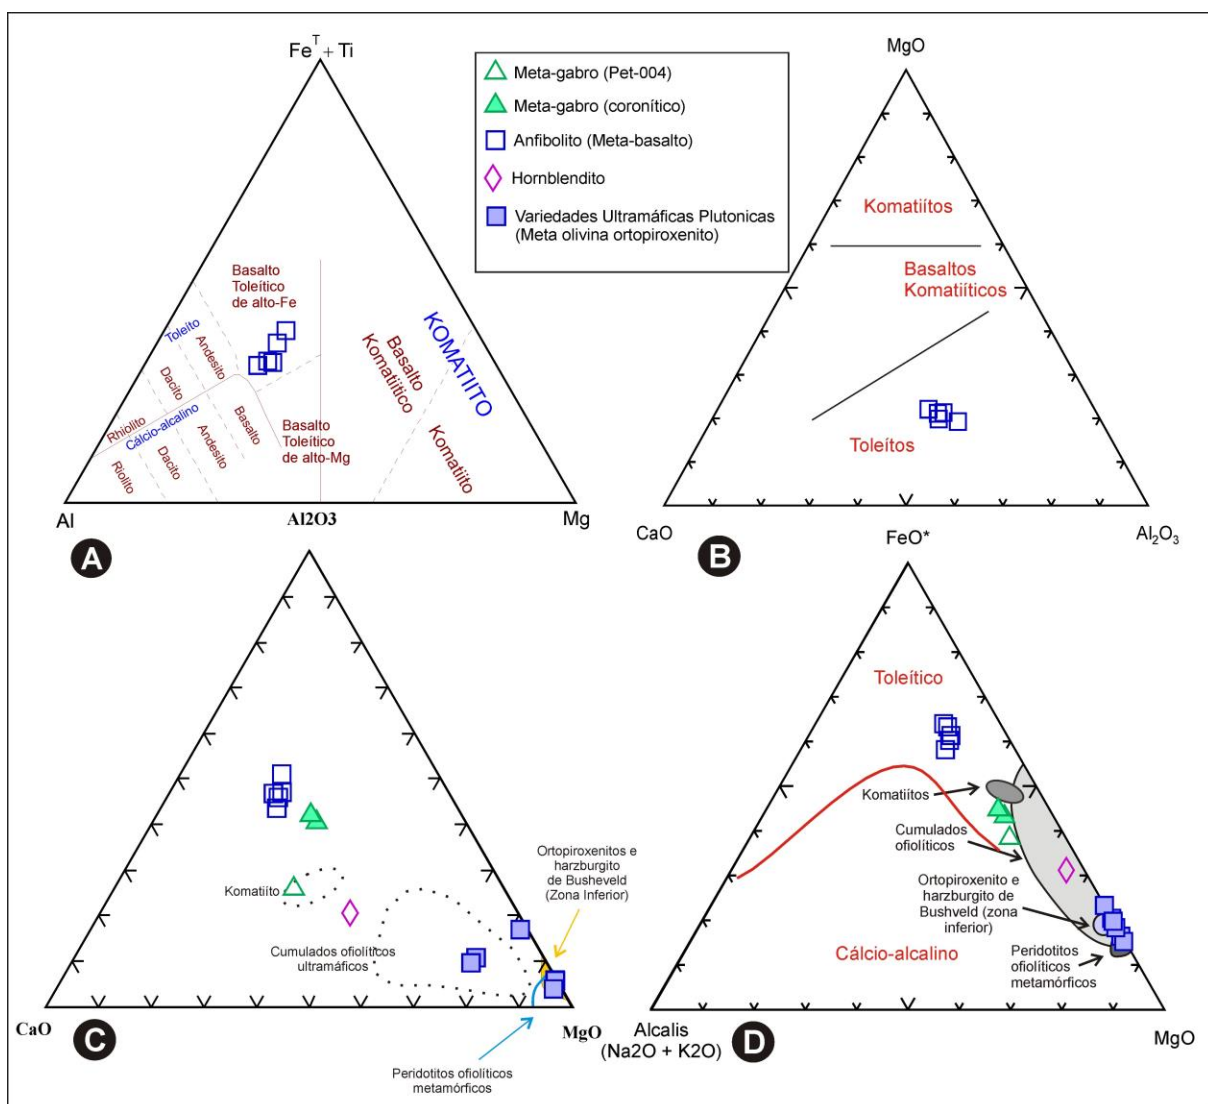 Fe^T + Ti
Basalto
Toleítico
de alto-Fe
Toleíto
Andesito
Dacito
Rhiolito
Cálcio-alcalino
Riolito
Dacito
Andesito
Basalto
Basalto
Toleítico
de alto-Mg
Basalto
Komatiítico
KOMATIITO
Komatiito
Al
Mg
A
Meta-gabro (Pet-004)
Meta-gabro (coronítico)
Anfibolito (Meta-basalto)
Hornblendito
Variedades Ultramáficas Plutonicas
(Meta olivina ortopiroxenito)
MgO
Komatiítos
Basaltos
Komatiíticos
Toleítos
CaO
Al₂O₃
B
Al2O3
Komatiíto
Cumulados ofiolíticos
ultramáficos
Ortopiroxenitos e
harzburgito
de Busheveld
(Zona Inferior)
CaO
MgO
Peridotitos ofiolíticos
metamórficos
C
FeO*
Toleítico
Komatiítos
Cumulados
ofiolíticos
Ortopiroxenito e
harzburgito de
Bushveld (zona
inferior)
Peridotitos
ofiolíticos
metamórficos
Cálcio-alcalino
Alcalis
(Na2O + K2O)
MgO
D